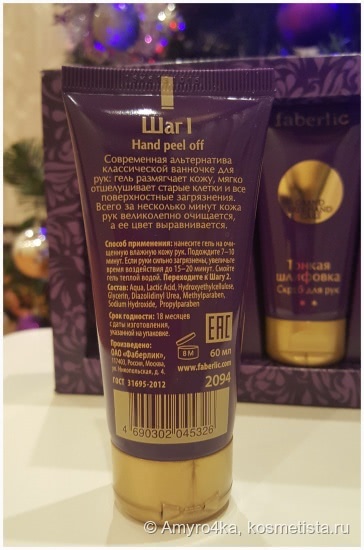 Шаг 1
Hand peel off
Современная альтернатива
классической ванночке для
рук: гель размягчает кожу, мягко
отшелушивает старые клетки и все
поверхностные загрязнения.
Всего за несколько минут кожа
рук великолепно очищается,
а ее цвет выравнивается.
Способ применения: нанесите гель на очи-
щенную влажную кожу рук. Подождите 7–10
минут. Если руки сильно загрязнены, увеличьте
время воздействия до 15–20 минут. Смойте
гель теплой водой. Переходите к Шагу 2.
Состав: Aqua, Lactic Acid, Hydroxyethylcellulose,
Glycerin, Diazolidinyl Urea, Methylparaben,
Sodium Hydroxide, Propylparaben
Срок годности: 18 месяцев
с даты изготовления,
указанной на упаковке.
Произведено:
ОАО «Фаберлик»,
Россия, Москва,
ул. Никопольская, д. 4.
ГОСТ 31695-2012
EAC
8 M
60 мл
www.faberlic.com
2094
4 690302 045326
faberlic
Тонкая
шлифовка
Скраб для рук
© Amyro4ka, kosmetista.ru